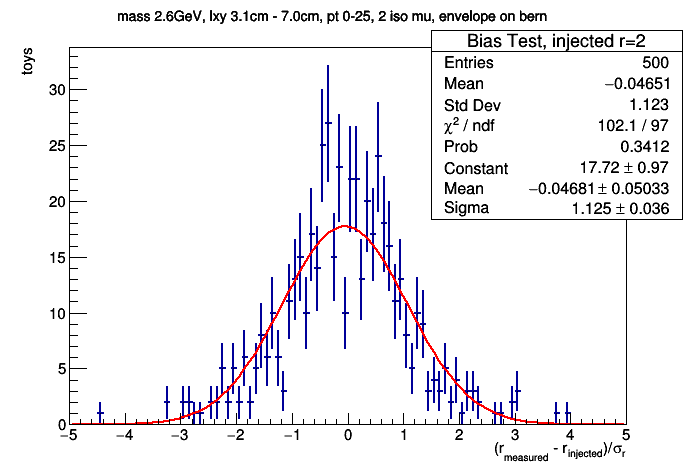 mass 2.6GeV, lxy 3.1cm - 7.0cm, pt 0-25, 2 iso mu, envelope on bern
toys
Bias Test, injected r=2
Entries 500
Mean −0.04651
Std Dev 1.123
χ² / ndf 102.1 / 97
Prob 0.3412
Constant 17.72 ± 0.97
Mean −0.04681 ± 0.05033
Sigma 1.125 ± 0.036
30
25
20
15
10
5
0
−5 −4 −3 −2 −1 0 1 2 3 4 5
(r_measured - r_injected)/σ_r